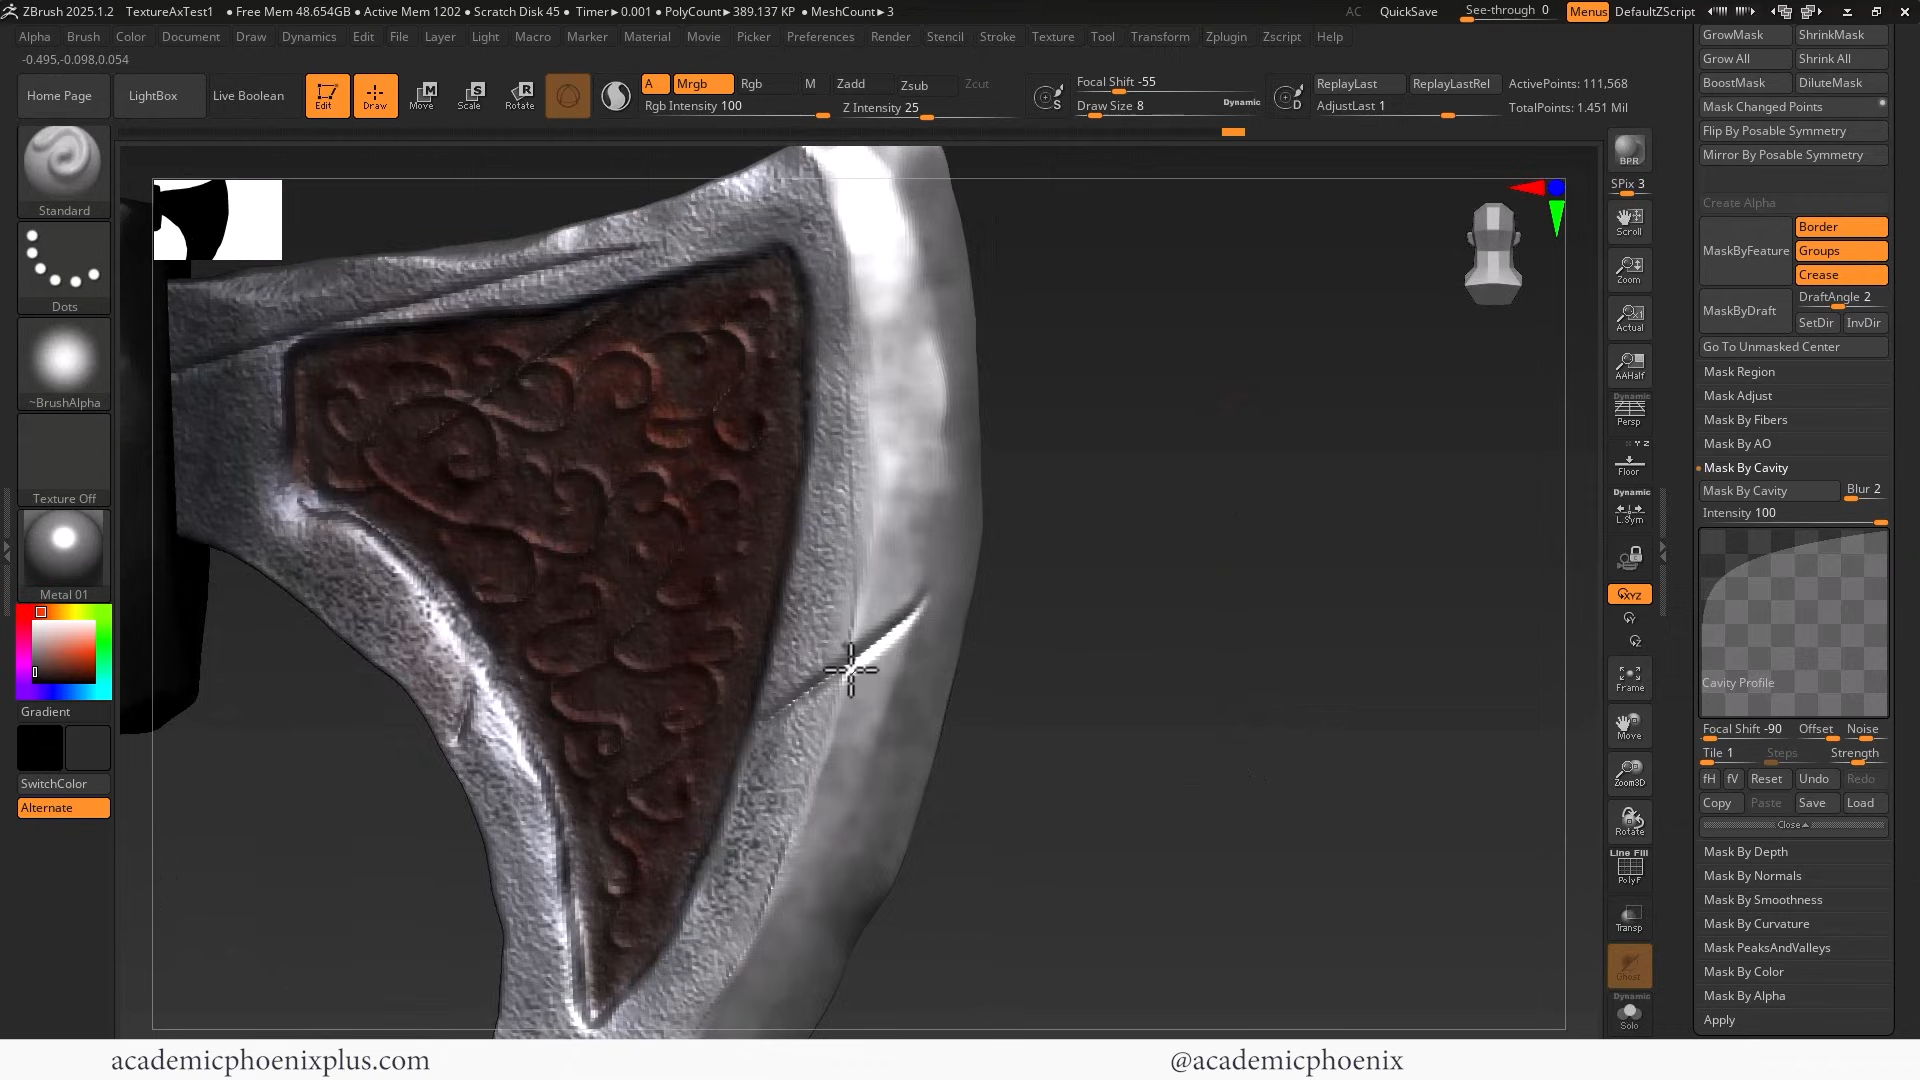 ZBrush 2025.1.2 TextureAxTest1 • Free Mem 48.654GB • Active Mem 1202 • Scratch Disk 45 • Timer▸0.001 • PolyCount▸389.137 KP • MeshCount▸3 AC QuickSave See-through 0 Menus DefaultZScript
Alpha Brush Color Document Draw Dynamics Edit File Layer Light Macro Marker Material Movie Picker Preferences Render Stencil Stroke Texture Tool Transform Zplugin Zscript Help
-0.495,-0.098,0.054
Home Page LightBox Live Boolean Edit Draw Move Scale Rotate
A Mrgb Rgb M Zadd Zsub Zcut
Rgb Intensity 100 Z Intensity 25
Focal Shift -55
Draw Size 8 Dynamic
S D
ReplayLast ReplayLastRel ActivePoints: 111,568
AdjustLast 1 TotalPoints: 1.451 Mil
Standard
Dots
~BrushAlpha
Texture Off
Metal 01
Gradient
SwitchColor
Alternate
BPR
SPix 3
Scroll
Zoom
Actual
AAHalf
Dynamic
Persp
Floor
Dynamic
L.Sym
XYZ
Y
Z
Frame
Move
Zoom3D
Rotate
Line Fill
PolyF
Transp
Ghost
Dynamic
Solo
GrowMask ShrinkMask
Grow All Shrink All
BoostMask DiluteMask
Mask Changed Points
Flip By Posable Symmetry
Mirror By Posable Symmetry
Create Alpha
MaskByFeature Border
Groups
Crease
MaskByDraft DraftAngle 2
SetDir InvDir
Go To Unmasked Center
Mask Region
Mask Adjust
Mask By Fibers
Mask By AO
Mask By Cavity
Mask By Cavity Blur 2
Intensity 100
Cavity Profile
Focal Shift -90 Offset Noise
Tile 1 Steps Strength
fH fV Reset Undo Redo
Copy Paste Save Load
Close
Mask By Depth
Mask By Normals
Mask By Smoothness
Mask By Curvature
Mask PeaksAndValleys
Mask By Color
Mask By Alpha
Apply
academicphoenixplus.com @academicphoenix